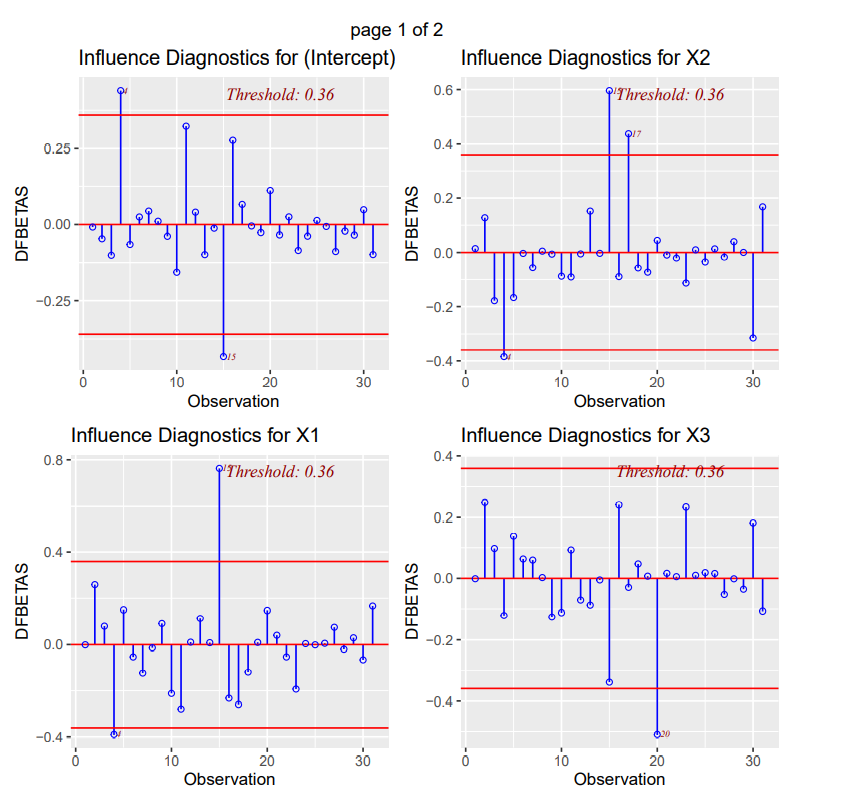 page 1 of 2
Influence Diagnostics for (Intercept)
Threshold: 0.36
4
15
DFBETAS
0.25
0.00
−0.25
0 10 20 30
Observation
Influence Diagnostics for X2
Threshold: 0.36
15
17
4
DFBETAS
0.6
0.4
0.2
0.0
−0.2
−0.4
0 10 20 30
Observation
Influence Diagnostics for X1
Threshold: 0.36
15
4
DFBETAS
0.8
0.4
0.0
−0.4
0 10 20 30
Observation
Influence Diagnostics for X3
Threshold: 0.36
20
DFBETAS
0.4
0.2
0.0
−0.2
−0.4
0 10 20 30
Observation